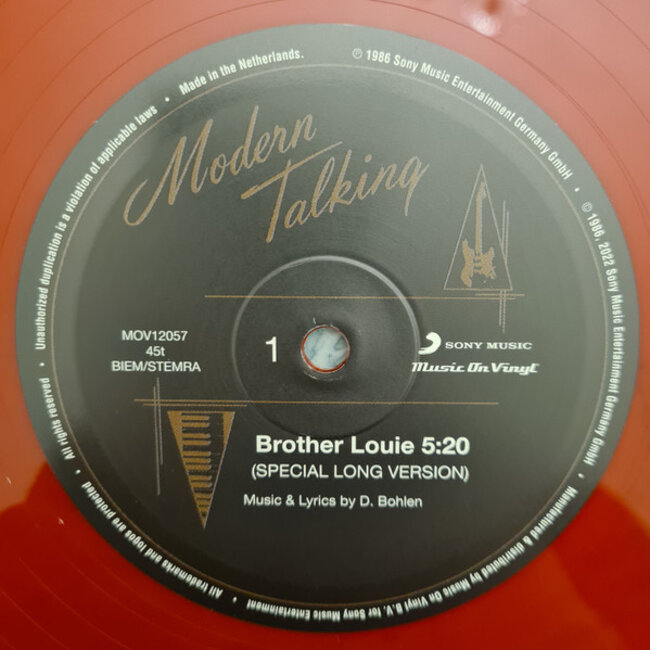 Unauthorized duplication is a violation of applicable laws • Made in the Netherlands.
℗ 1986 Sony Music Entertainment Germany GmbH • © 1986, 2022 Sony Music Entertainment Germany GmbH
Modern
Talking
MOV12057
45t
BIEM/STEMRA
1
SONY MUSIC
Music On Vinyl
Brother Louie 5:20
(SPECIAL LONG VERSION)
Music & Lyrics by D. Bohlen
• Manufactured & distributed by Music On Vinyl B.V. for Sony Music Entertainment
• All trademarks and logos are protected • All rights reserved •